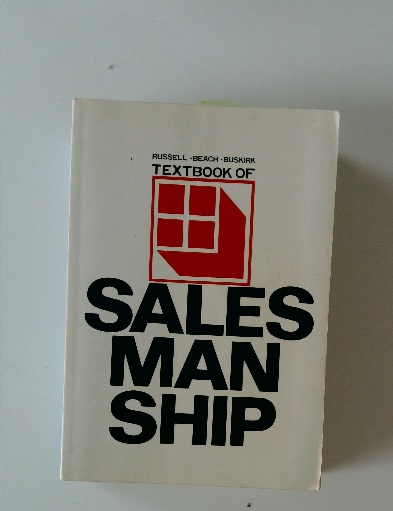 RUSSELL · BEACH · BUSKIRK
TEXTBOOK OF
SALES
MAN
SHIP